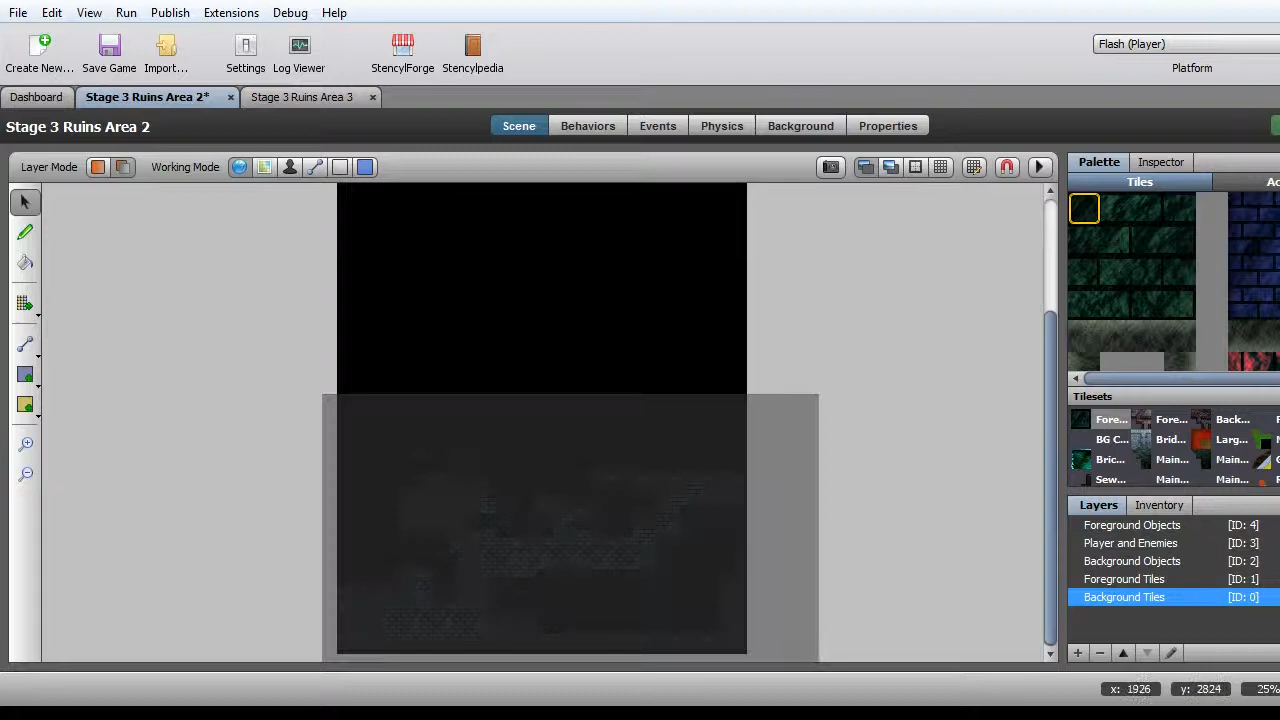 File Edit View Run Publish Extensions Debug Help
Create New... Save Game Import... Settings Log Viewer StencylForge Stencylpedia
Flash (Player)
Platform
Dashboard Stage 3 Ruins Area 2* Stage 3 Ruins Area 3
Stage 3 Ruins Area 2
Scene Behaviors Events Physics Background Properties
Layer Mode Working Mode
Palette Inspector
Tiles Ac
Tilesets
Fore... Fore... Back...
BG C... Brid... Larg...
Bric... Main... Main...
Sew... Main... Main...
Layers Inventory
Foreground Objects [ID: 4]
Player and Enemies [ID: 3]
Background Objects [ID: 2]
Foreground Tiles [ID: 1]
Background Tiles [ID: 0]
x: 1926 y: 2824 25%